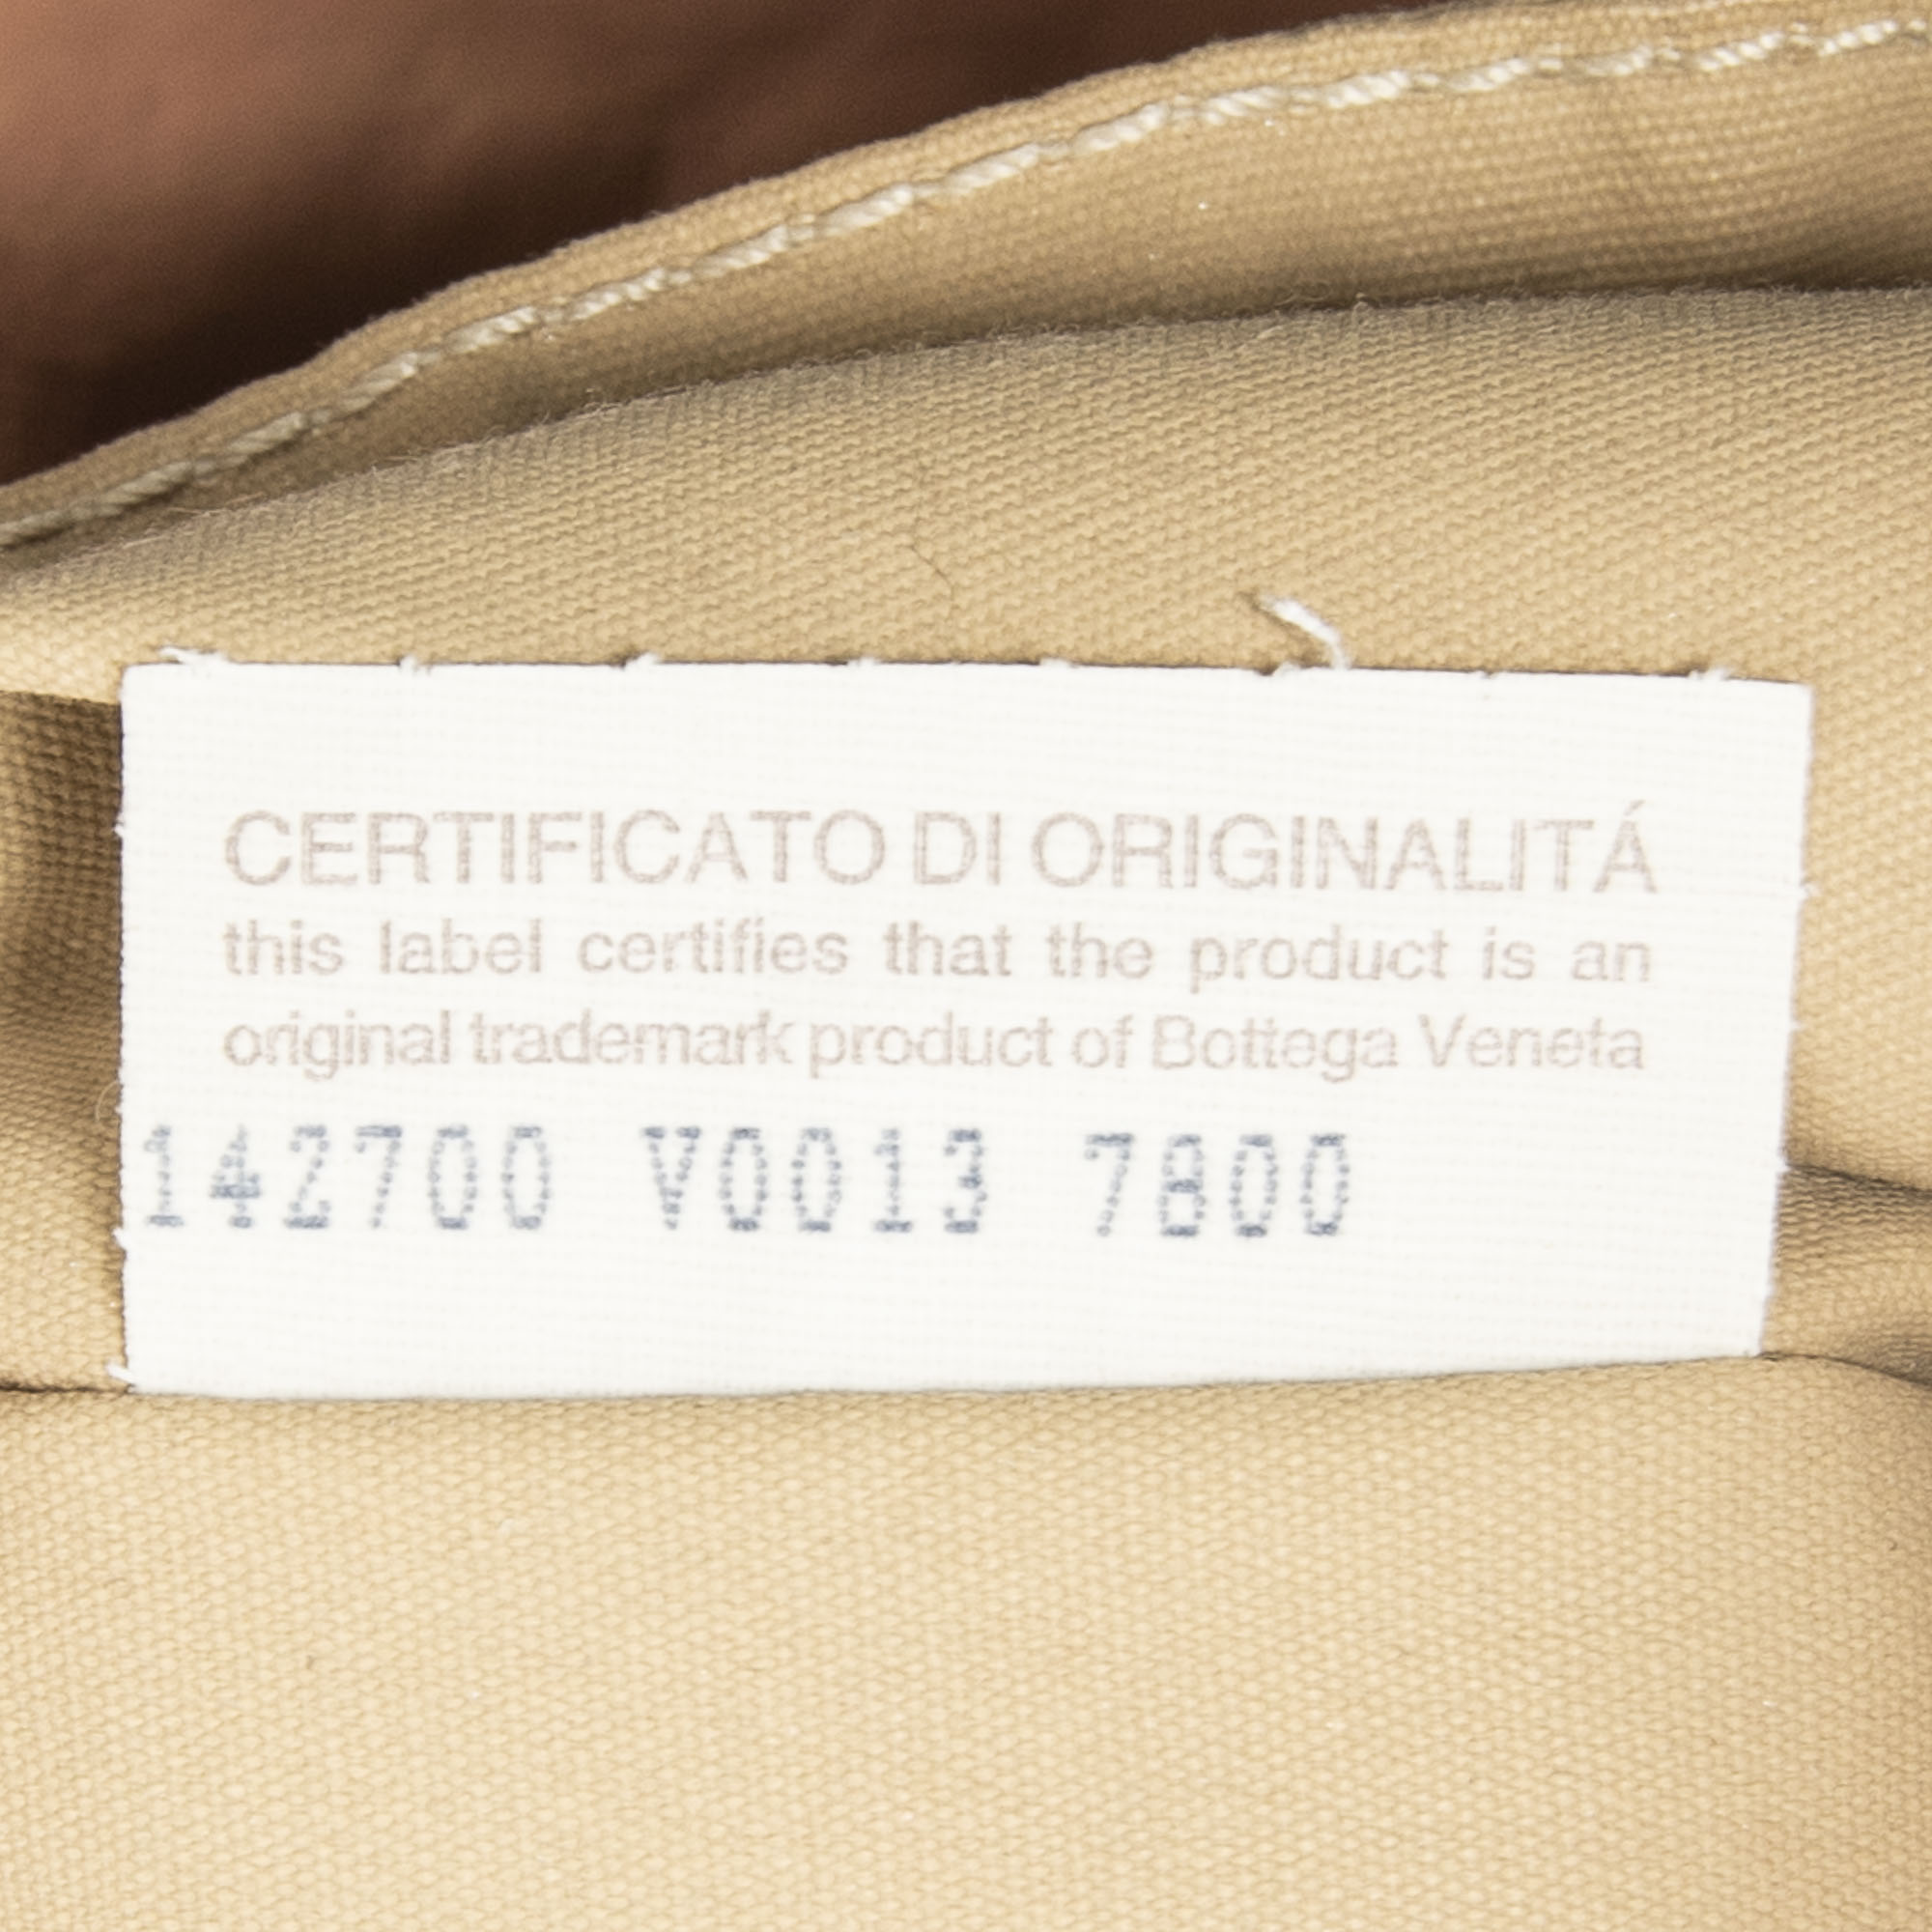 CERTIFICATO DI ORIGINALITÁ
this label certifies that the product is an
original trademark product of Bottega Veneta
142700 V0013 7800